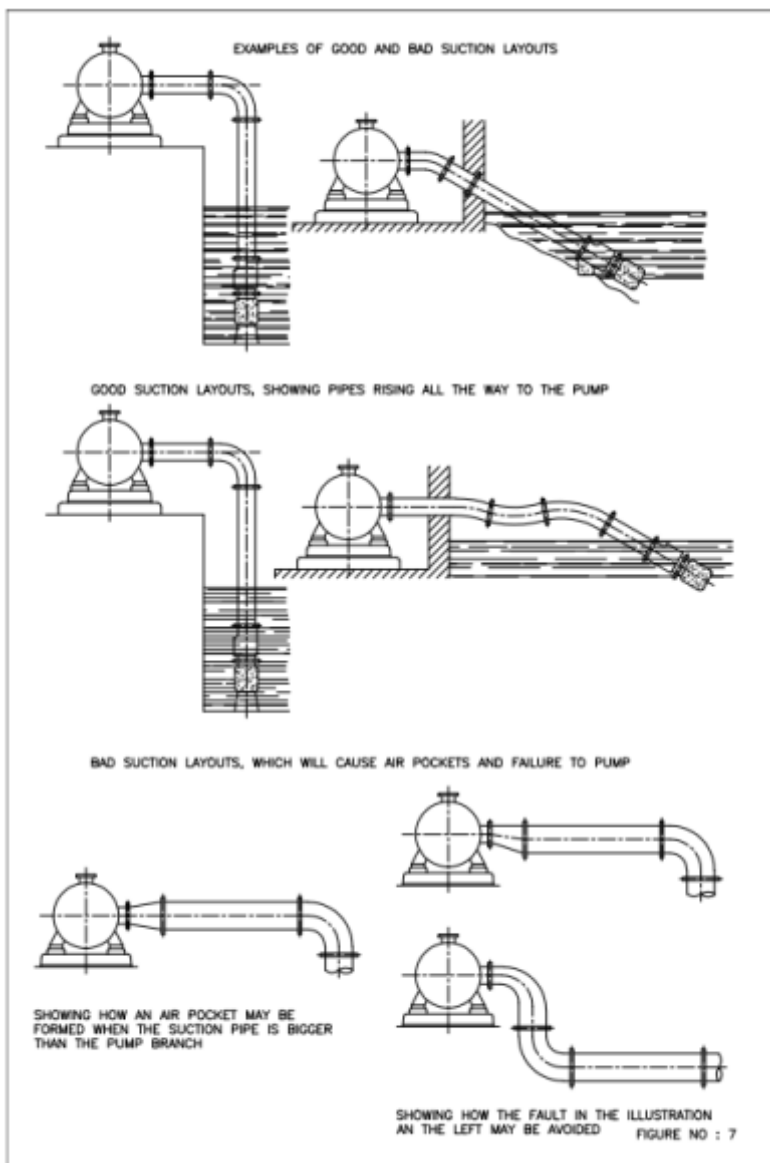 EXAMPLES OF GOOD AND BAD SUCTION LAYOUTS
GOOD SUCTION LAYOUTS, SHOWING PIPES RISING ALL THE WAY TO THE PUMP
BAD SUCTION LAYOUTS, WHICH WILL CAUSE AIR POCKETS AND FAILURE TO PUMP
SHOWING HOW AN AIR POCKET MAY BE
FORMED WHEN THE SUCTION PIPE IS BIGGER
THAN THE PUMP BRANCH
SHOWING HOW THE FAULT IN THE ILLUSTRATION
AN THE LEFT MAY BE AVOIDED
FIGURE NO : 7